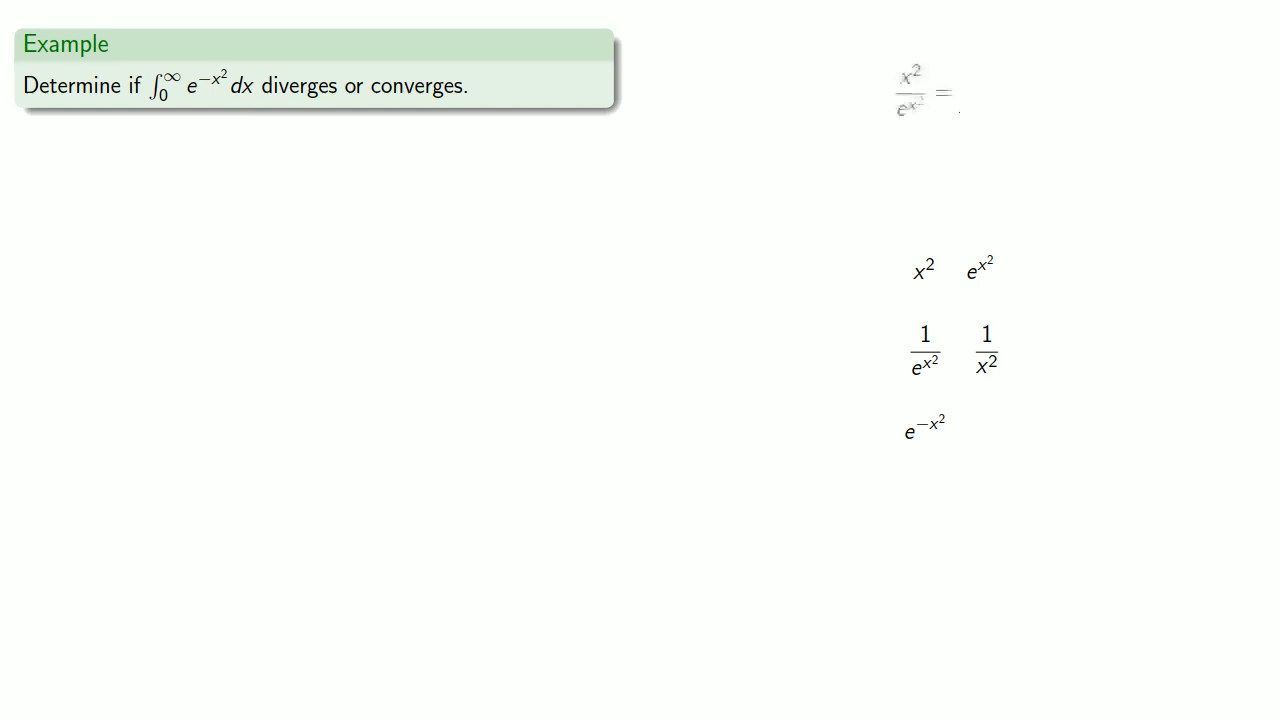 Example
Determine if ∫₀^∞ e^{−x²} dx diverges or converges.
x²/e^{x²} =
x² e^{x²}
1/e^{x²} 1/x²
e^{−x²}